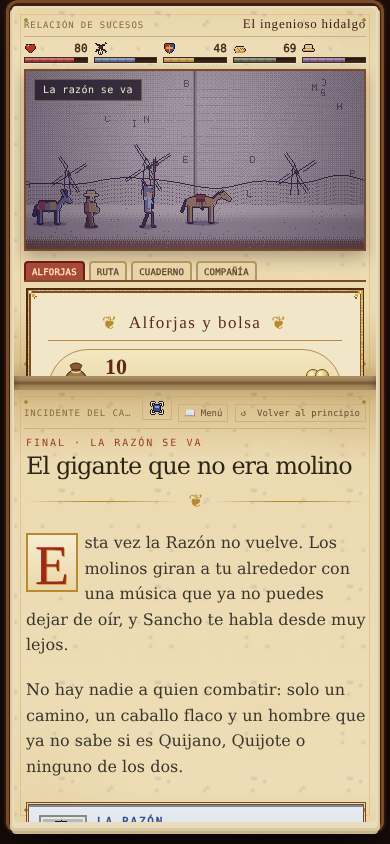 RELACIÓN DE SUCESOS
El ingenioso hidalgo
80
48
69
La razón se va
B
M J
G
H
C I N
E
D
P
L
ALFORJAS
RUTA
CUADERNO
COMPAÑÍA
Alforjas y bolsa
10
INCIDENTE DEL CA…
Menú
↺ Volver al principio
FINAL · LA RAZÓN SE VA
El gigante que no era molino
Esta vez la Razón no vuelve. Los
molinos giran a tu alrededor con
una música que ya no puedes
dejar de oír, y Sancho te habla desde muy
lejos.
No hay nadie a quien combatir: solo un
camino, un caballo flaco y un hombre que
ya no sabe si es Quijano, Quijote o
ninguno de los dos.
LA RAZÓN